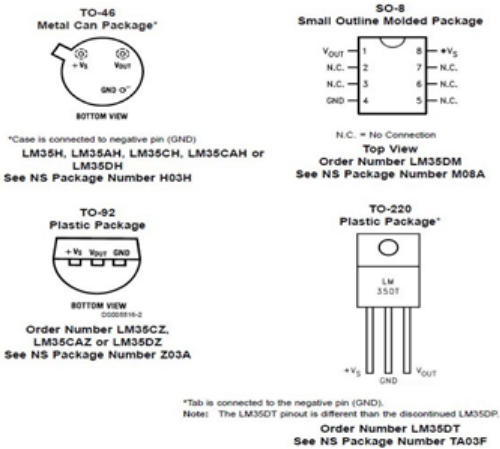 TO-46
Metal Can Package*
+VS
VOUT
GND
BOTTOM VIEW
*Case is connected to negative pin (GND)
LM35H, LM35AH, LM35CH, LM35CAH or
LM35DH
See NS Package Number H03H
SO-8
Small Outline Molded Package
VOUT 1 8 +VS
N.C. 2 7 N.C.
N.C. 3 6 N.C.
GND 4 5 N.C.
N.C. = No Connection
Top View
Order Number LM35DM
See NS Package Number M08A
TO-92
Plastic Package
+VS VOUT GND
BOTTOM VIEW
DS005516-2
Order Number LM35CZ,
LM35CAZ or LM35DZ
See NS Package Number Z03A
TO-220
Plastic Package*
LM
35DT
+VS
GND
VOUT
*Tab is connected to the negative pin (GND).
Note: The LM35DT pinout is different than the discontinued LM35DP.
Order Number LM35DT
See NS Package Number TA03F